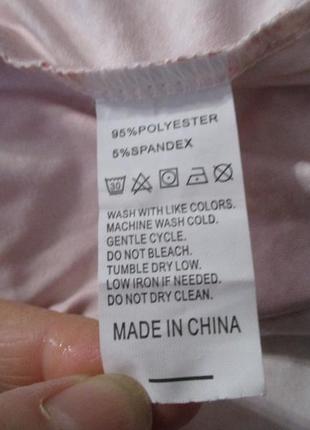 95%POLYESTER
5%SPANDEX
30
WASH WITH LIKE COLORS.
MACHINE WASH COLD.
GENTLE CYCLE.
DO NOT BLEACH.
TUMBLE DRY LOW.
LOW IRON IF NEEDED.
DO NOT DRY CLEAN.
MADE IN CHINA